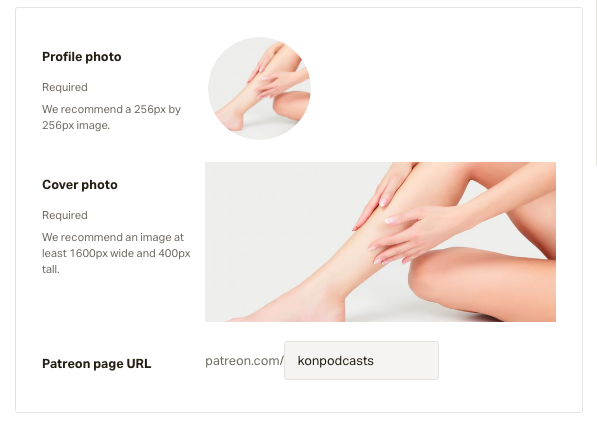 Profile photo
Required
We recommend a 256px by
256px image.
Cover photo
Required
We recommend an image at
least 1600px wide and 400px
tall.
Patreon page URL
patreon.com/ konpodcasts